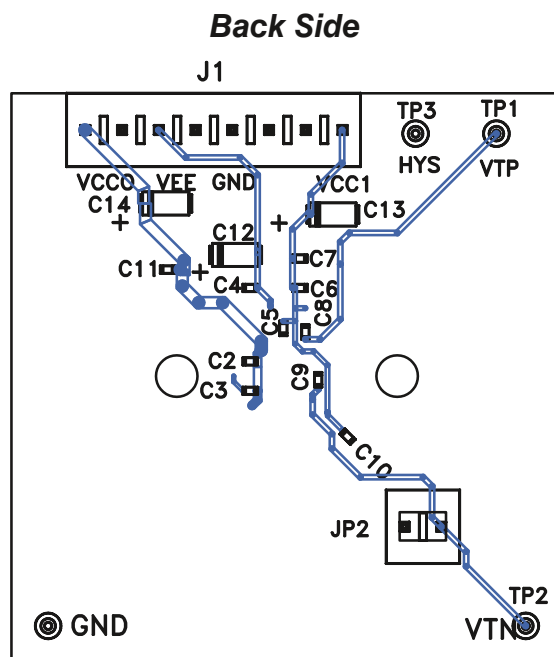 Back Side
J1
TP3
TP1
HYS
VTP
VCCO VEE GND VCC1
C14
+
+
C13
C12
C11
+
C7
C4
C6
C5
C8
C2
C3
C9
C10
JP2
TP2
GND
VTN